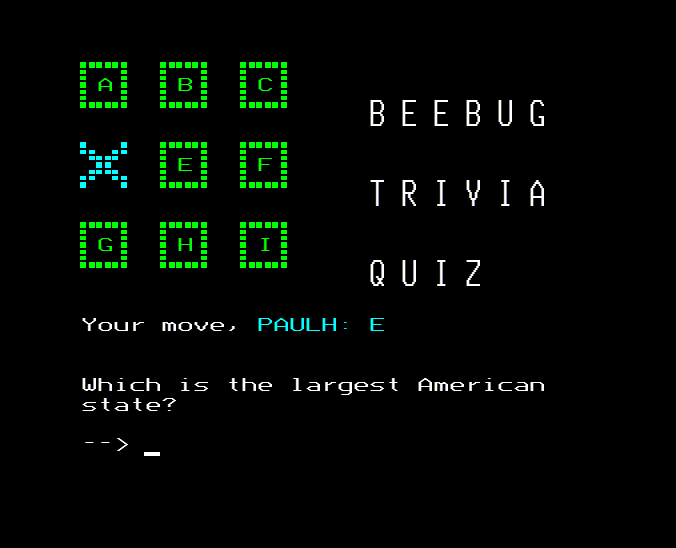 A B C
BEEBUG
E F
TRIVIA
G H I
QUIZ
Your move, PAULH: E
Which is the largest American
state?
-->